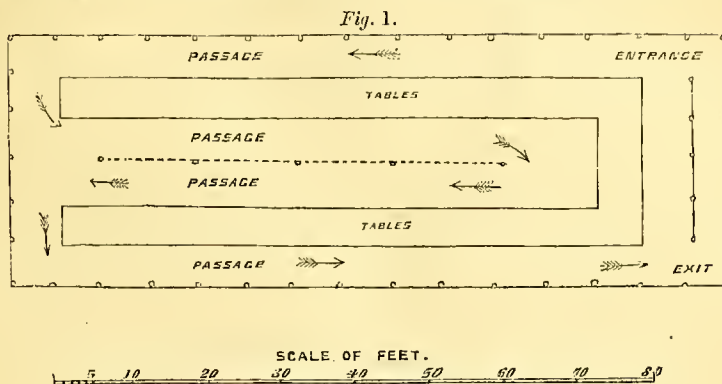 Fig. 1.
PASSAGE ENTRANCE
TABLES
PASSAGE
PASSAGE
TABLES
PASSAGE EXIT
SCALE OF FEET.
5 10 20 30 40 50 60 70 80